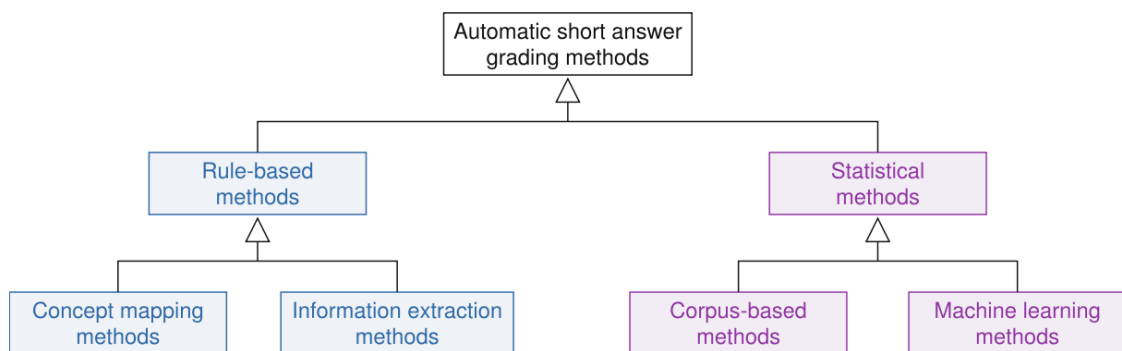 Automatic short answer
grading methods
Rule-based
methods
Statistical
methods
Concept mapping
methods
Information extraction
methods
Corpus-based
methods
Machine learning
methods